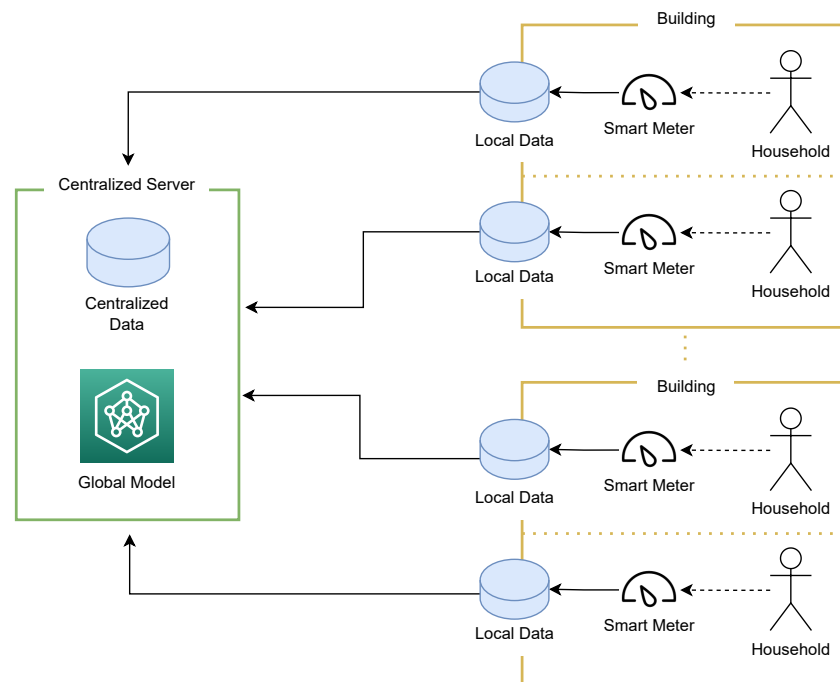 Building
Local Data
Smart Meter
Household
Centralized Server
Centralized
Data
Global Model
Local Data
Smart Meter
Household
Building
Local Data
Smart Meter
Household
Local Data
Smart Meter
Household